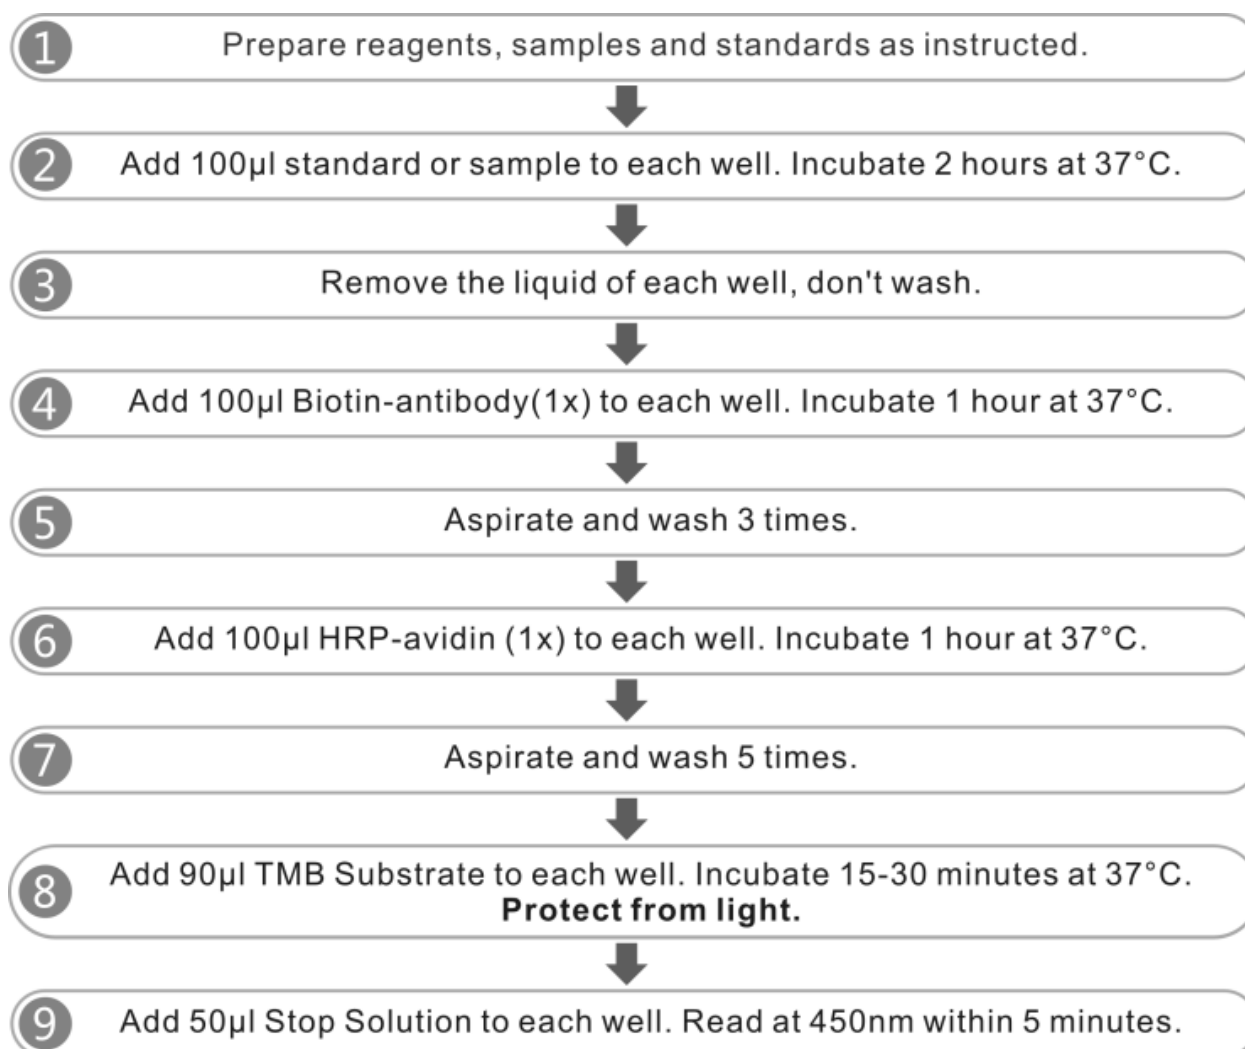 1 Prepare reagents, samples and standards as instructed.
2 Add 100μl standard or sample to each well. Incubate 2 hours at 37°C.
3 Remove the liquid of each well, don't wash.
4 Add 100μl Biotin-antibody(1x) to each well. Incubate 1 hour at 37°C.
5 Aspirate and wash 3 times.
6 Add 100μl HRP-avidin (1x) to each well. Incubate 1 hour at 37°C.
7 Aspirate and wash 5 times.
8 Add 90μl TMB Substrate to each well. Incubate 15-30 minutes at 37°C.
Protect from light.
9 Add 50μl Stop Solution to each well. Read at 450nm within 5 minutes.